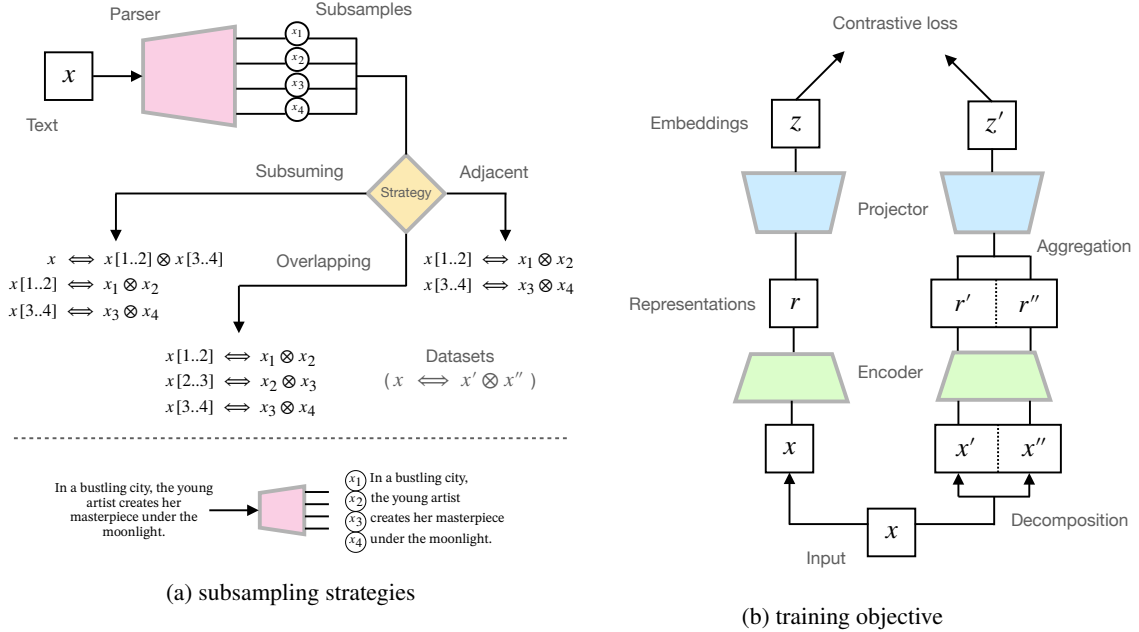 Parser
Subsamples
x
Text
x1
x2
x3
x4
Strategy
Subsuming
Adjacent
Overlapping
x ⟺ x[1..2] ⊗ x[3..4]
x[1..2] ⟺ x1 ⊗ x2
x[3..4] ⟺ x3 ⊗ x4
x[1..2] ⟺ x1 ⊗ x2
x[3..4] ⟺ x3 ⊗ x4
x[1..2] ⟺ x1 ⊗ x2
x[2..3] ⟺ x2 ⊗ x3
x[3..4] ⟺ x3 ⊗ x4
Datasets
( x ⟺ x′ ⊗ x″ )
In a bustling city, the young
artist creates her
masterpiece under the
moonlight.
x1 In a bustling city,
x2 the young artist
x3 creates her masterpiece
x4 under the moonlight.
(a) subsampling strategies
Contrastive loss
Embeddings
z
z′
Projector
Aggregation
Representations
r
r′ r″
Encoder
x
x′ x″
Decomposition
x
Input
(b) training objective